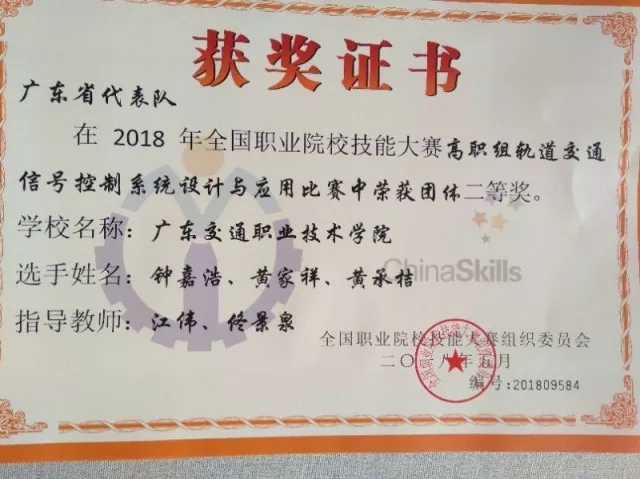 获奖证书
广东省代表队
在 2018 年全国职业院校技能大赛高职组轨道交通
信号控制系统设计与应用比赛中荣获团体二等奖。
学校名称：广东交通职业技术学院
ChinaSkills
选手姓名：钟嘉浩、黄家祥、黄承桔
指导教师：江伟、佟景泉
全国职业院校技能大赛组织委员会
二〇一八年五月
编号:201809584